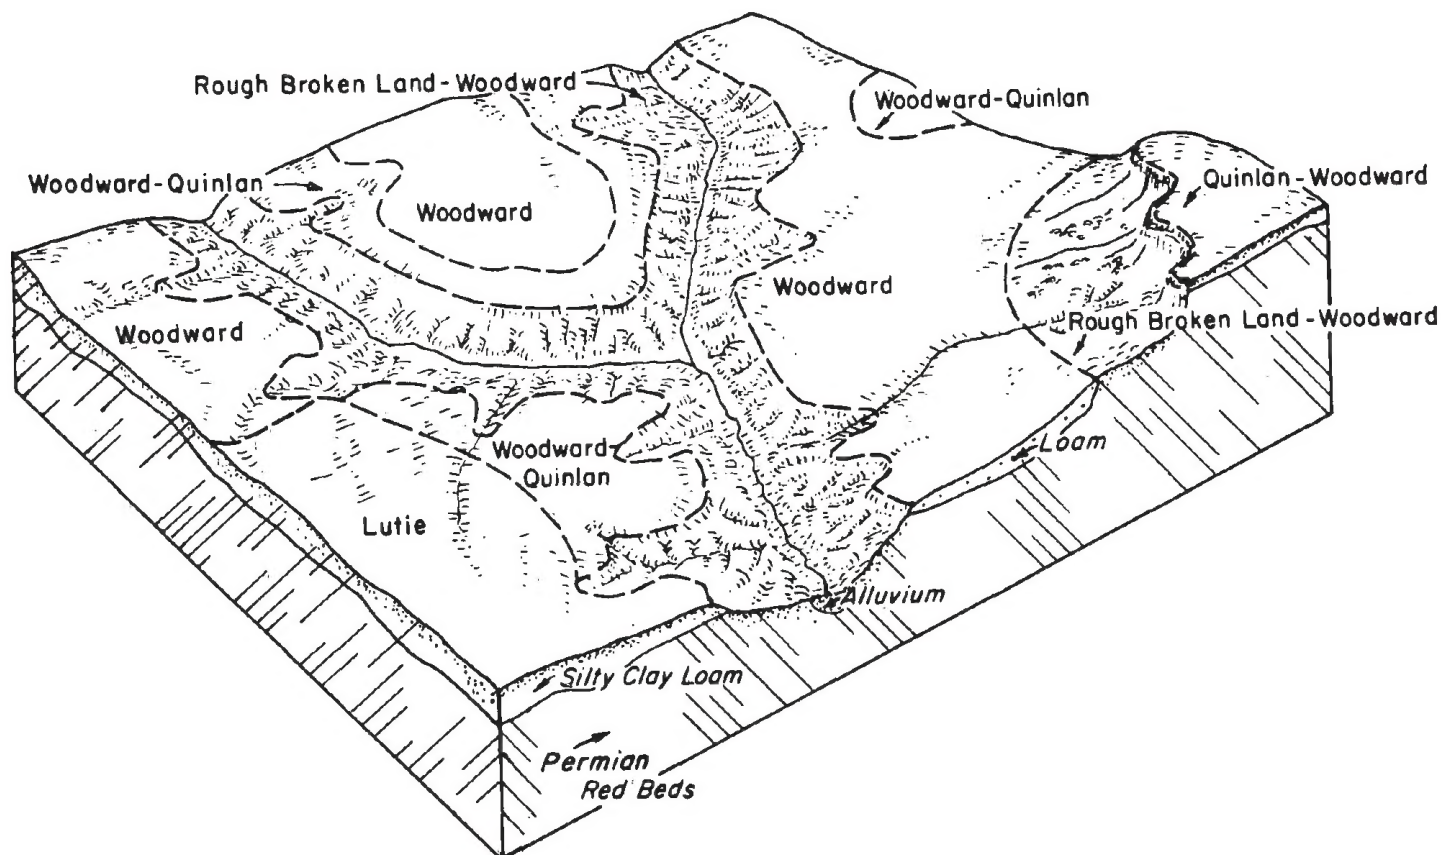 Rough Broken Land-Woodward
Woodward-Quinlan
Woodward-Quinlan
Quinlan-Woodward
Woodward
Woodward
Woodward
Rough Broken Land-Woodward
Loam
Woodward-
Quinlan
Lutie
Alluvium
Silty Clay Loam
Permian
Red Beds